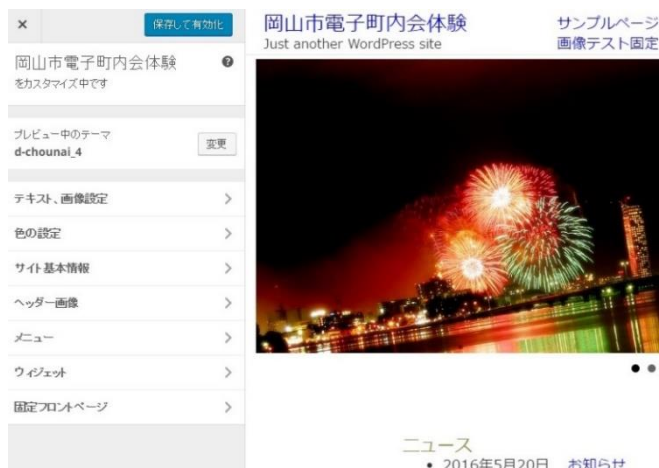 ×
保存して有効化
岡山市電子町内会体験
をカスタマイズ中です
プレビュー中のテーマ
d-chounai_4
変更
テキスト、画像設定
色の設定
サイト基本情報
ヘッダー画像
メニュー
ウィジェット
固定フロントページ
岡山市電子町内会体験
Just another WordPress site
サンプルページ
画像テスト固定
ニュース
2016年5月20日 お知らせ